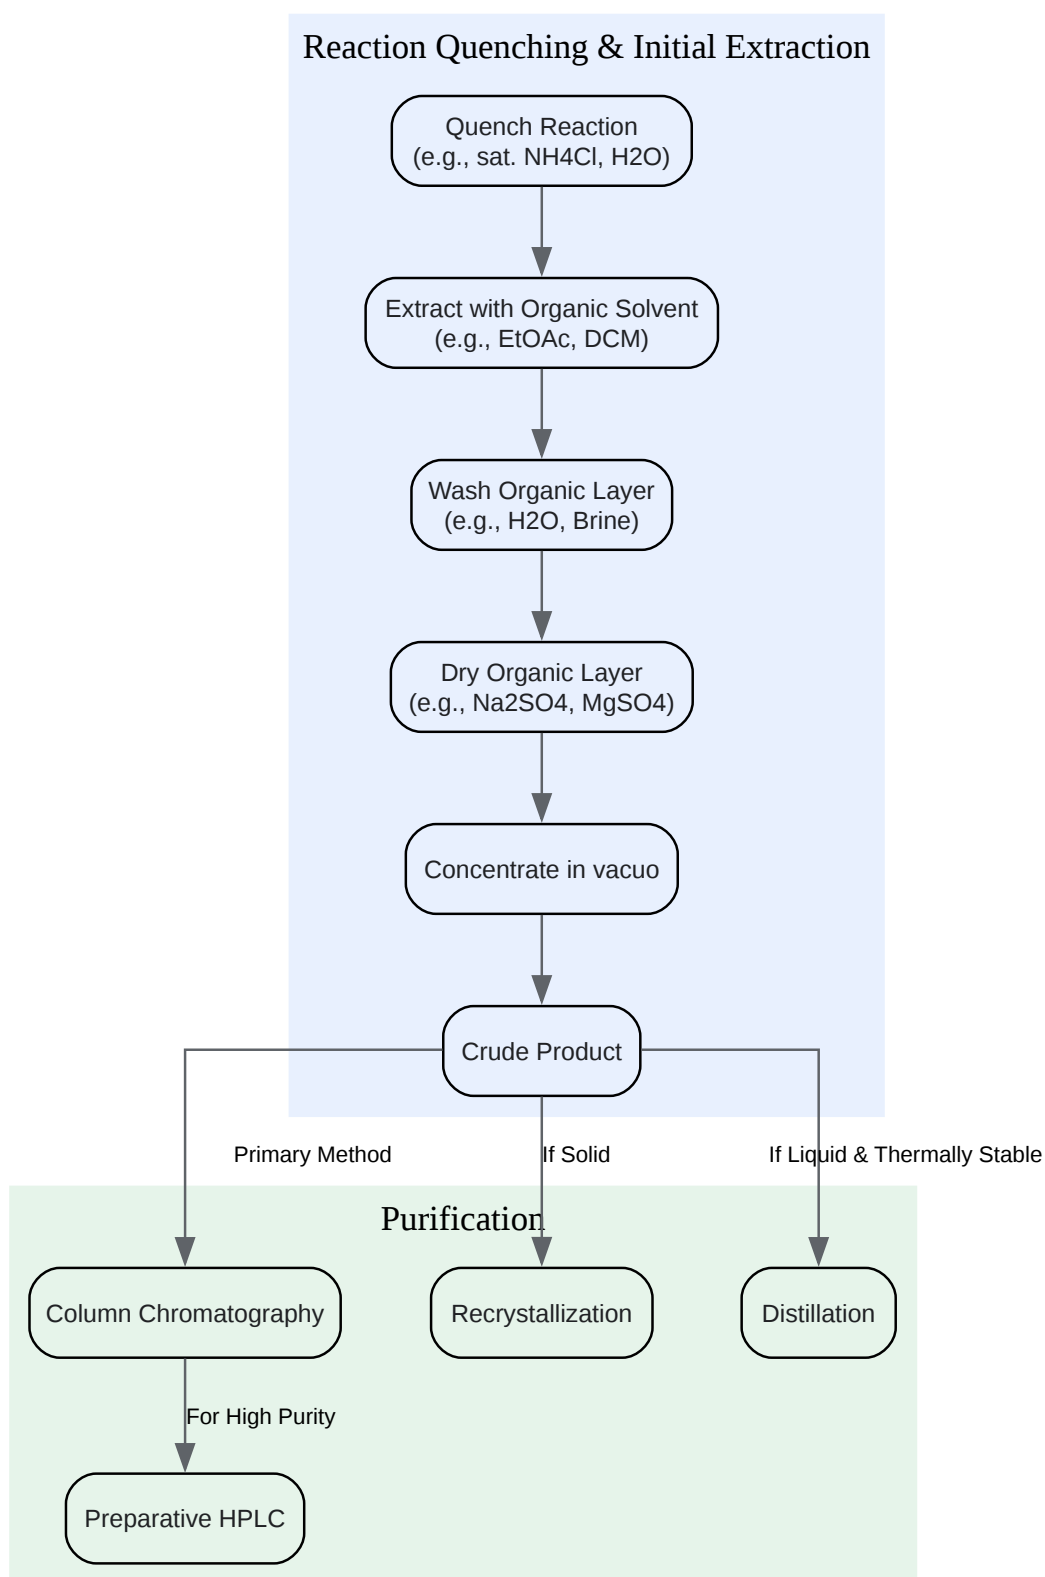 Reaction Quenching & Initial Extraction
Quench Reaction
(e.g., sat. NH4Cl, H2O)
Extract with Organic Solvent
(e.g., EtOAc, DCM)
Wash Organic Layer
(e.g., H2O, Brine)
Dry Organic Layer
(e.g., Na2SO4, MgSO4)
Concentrate in vacuo
Crude Product
Primary Method
If Solid
If Liquid & Thermally Stable
Purification
Column Chromatography
Recrystallization
Distillation
For High Purity
Preparative HPLC